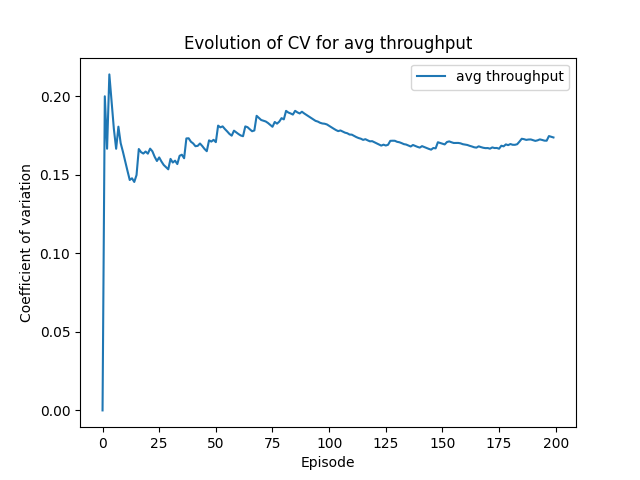 Evolution of CV for avg throughput
avg throughput
Coefficient of variation
0.20
0.15
0.10
0.05
0.00
0 25 50 75 100 125 150 175 200
Episode